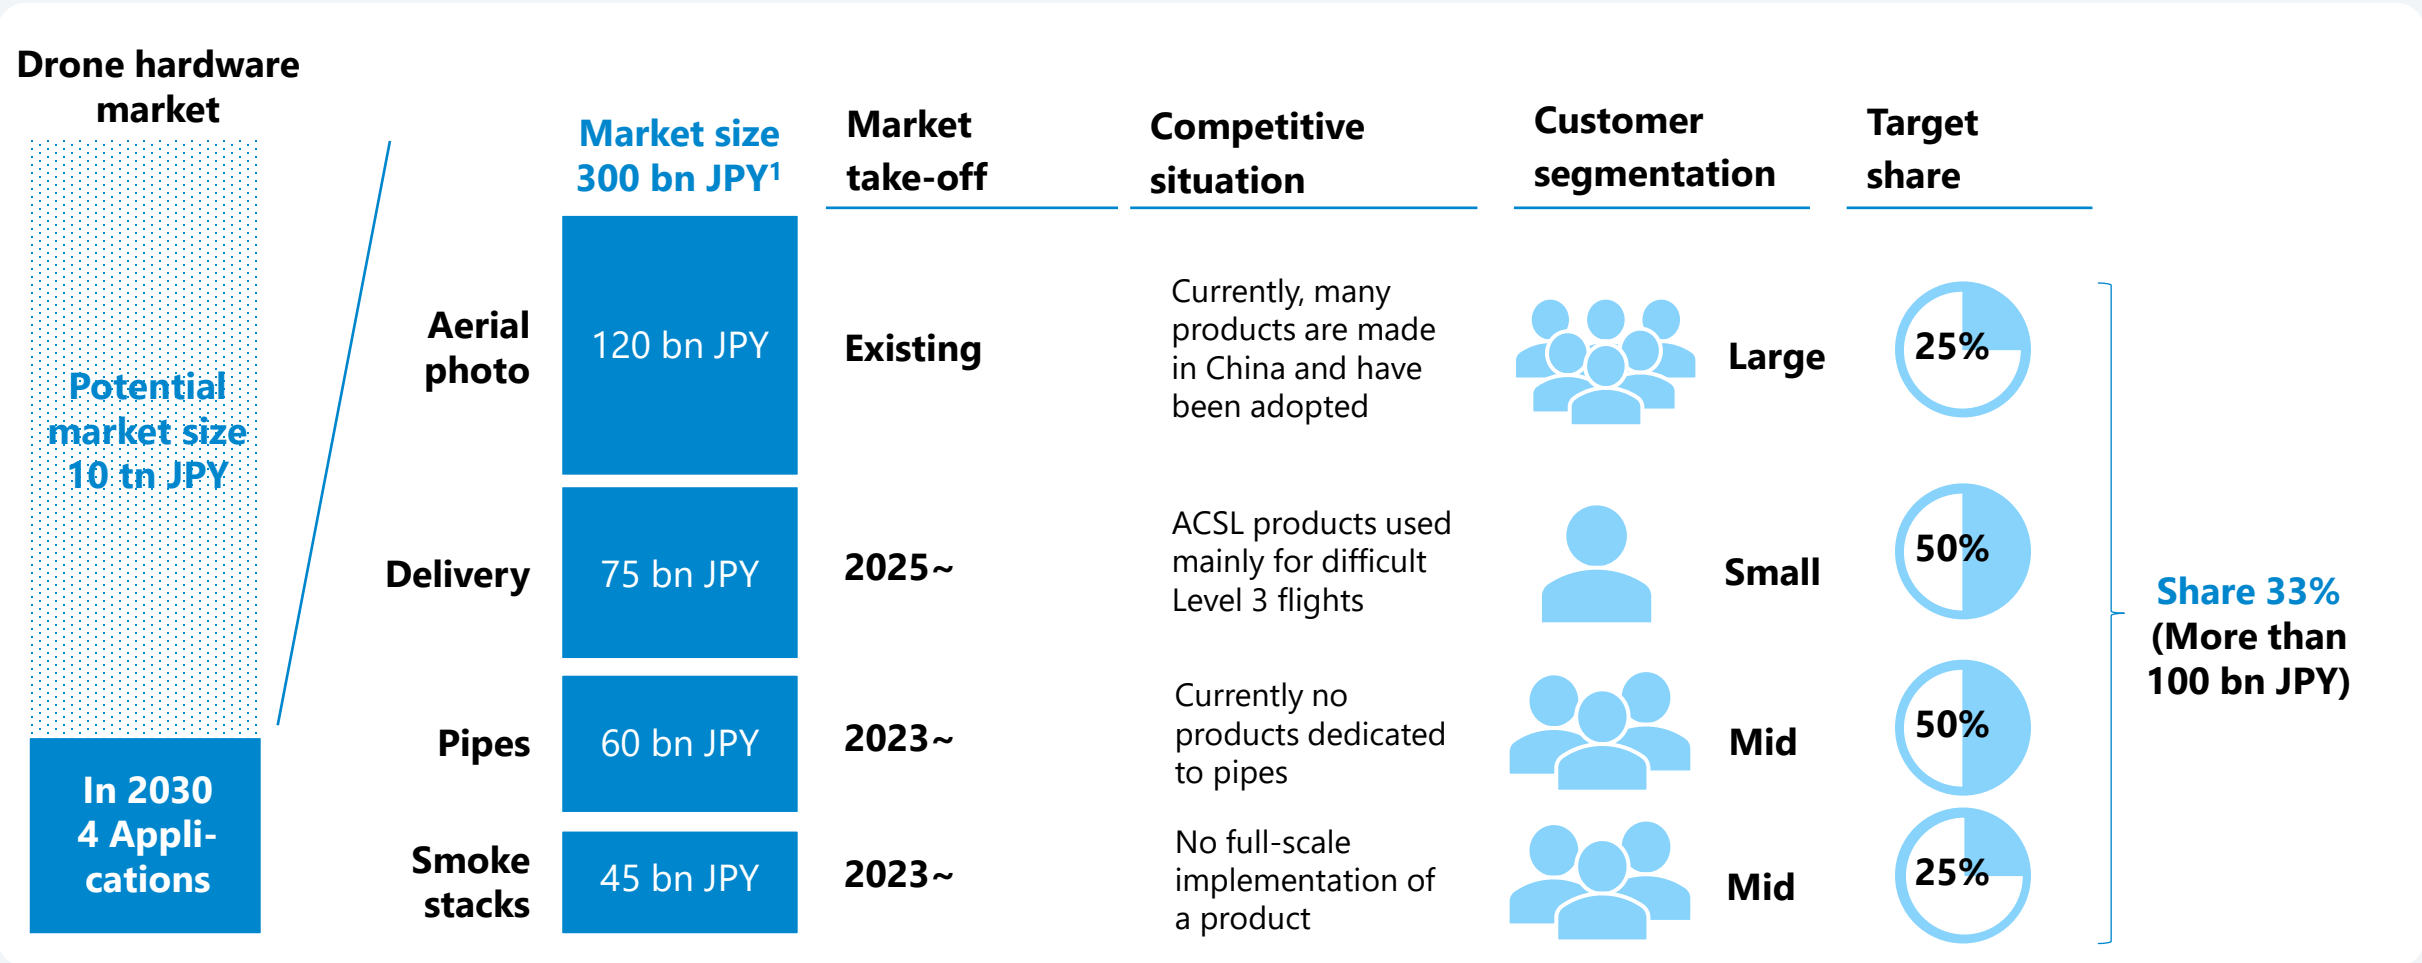 Drone hardware
market
Potential
market size
10 tn JPY
In 2030
4 Appli-
cations
Market size
300 bn JPY¹
Market
take-off
Competitive
situation
Customer
segmentation
Target
share
Aerial
photo
120 bn JPY
Existing
Currently, many
products are made
in China and have
been adopted
Large
25%
Delivery
75 bn JPY
2025~
ACSL products used
mainly for difficult
Level 3 flights
Small
50%
Pipes
60 bn JPY
2023~
Currently no
products dedicated
to pipes
Mid
50%
Smoke
stacks
45 bn JPY
2023~
No full-scale
implementation of
a product
Mid
25%
Share 33%
(More than
100 bn JPY)